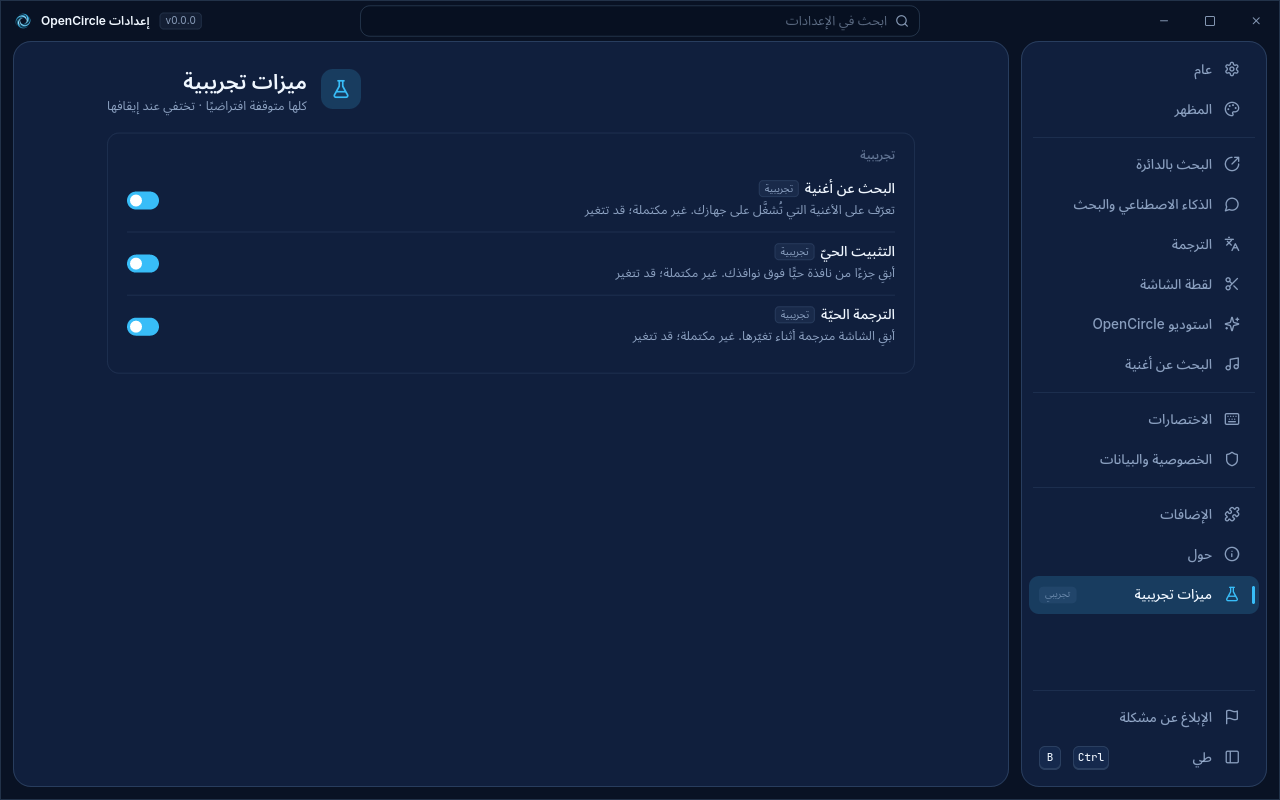 إعدادات OpenCircle
v0.0.0
ابحث في الإعدادات
عام
المظهر
البحث بالدائرة
الذكاء الاصطناعي والبحث
الترجمة
لقطة الشاشة
استوديو OpenCircle
البحث عن أغنية
الاختصارات
الخصوصية والبيانات
الإضافات
حول
ميزات تجريبية تجريبي
الإبلاغ عن مشكلة
طي Ctrl B
ميزات تجريبية
كلها متوقفة افتراضيًا · تختفي عند إيقافها
تجريبية
البحث عن أغنية تجريبية
تعرّف على الأغنية التي تُشغَّل على جهازك. غير مكتملة؛ قد تتغير
التثبيت الحيّ تجريبية
أبقِ جزءًا من نافذة حيًّا فوق نوافذك. غير مكتملة؛ قد تتغير
الترجمة الحيّة تجريبية
أبقِ الشاشة مترجمة أثناء تغيّرها. غير مكتملة؛ قد تتغير